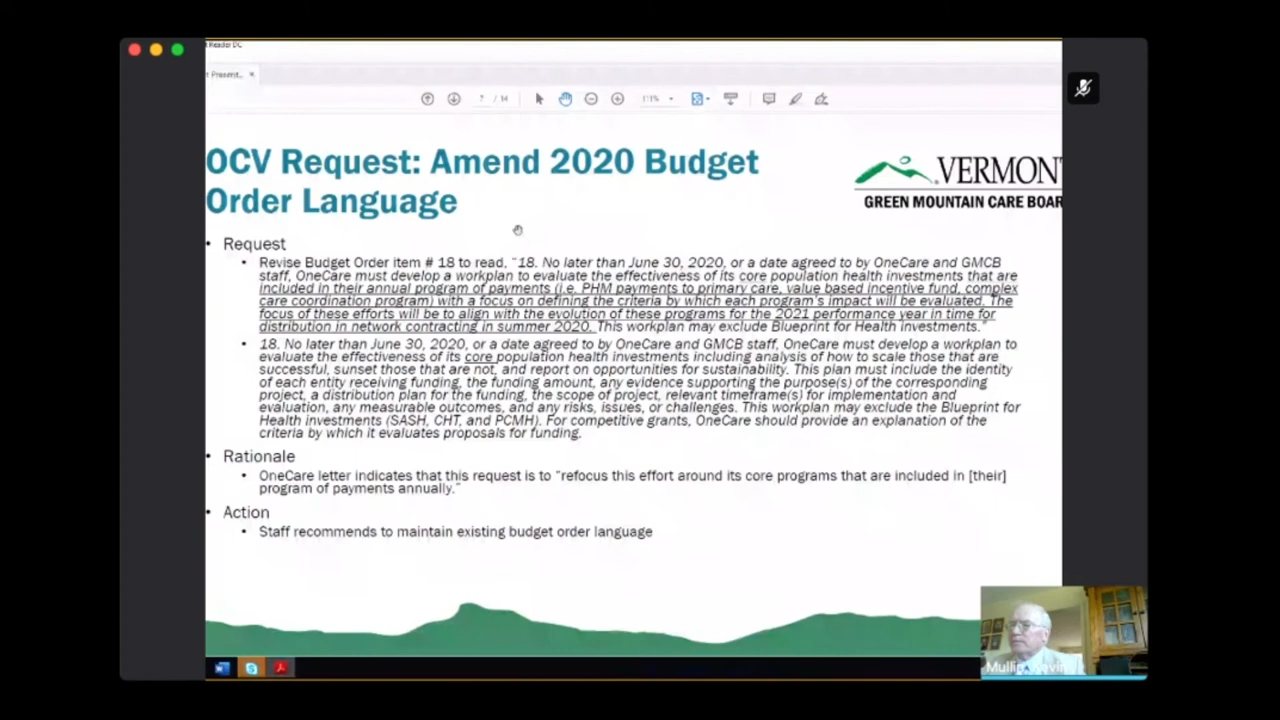 t Reader DC
t Present... ×
7 / 14
111%
OCV Request: Amend 2020 Budget
Order Language
VERMONT
GREEN MOUNTAIN CARE BOAR
• Request
• Revise Budget Order item # 18 to read, “18. No later than June 30, 2020, or a date agreed to by OneCare and GMCB
staff, OneCare must develop a workplan to evaluate the effectiveness of its core population health investments that are
included in their annual program of payments (i.e. PHM payments to primary care, value based incentive fund, complex
care coordination program) with a focus on defining the criteria by which each program’s impact will be evaluated. The
focus of these efforts will be to align with the evolution of these programs for the 2021 performance year in time for
distribution in network contracting in summer 2020. This workplan may exclude Blueprint for Health investments.”
• 18. No later than June 30, 2020, or a date agreed to by OneCare and GMCB staff, OneCare must develop a workplan to
evaluate the effectiveness of its core population health investments including analysis of how to scale those that are
successful, sunset those that are not, and report on opportunities for sustainability. This plan must include the identity
of each entity receiving funding, the funding amount, any evidence supporting the purpose(s) of the corresponding
project, a distribution plan for the funding, the scope of project, relevant timeframe(s) for implementation and
evaluation, any measurable outcomes, and any risks, issues, or challenges. This workplan may exclude the Blueprint for
Health investments (SASH, CHT, and PCMH). For competitive grants, OneCare should provide an explanation of the
criteria by which it evaluates proposals for funding.
• Rationale
• OneCare letter indicates that this request is to “refocus this effort around its core programs that are included in [their]
program of payments annually.”
• Action
• Staff recommends to maintain existing budget order language